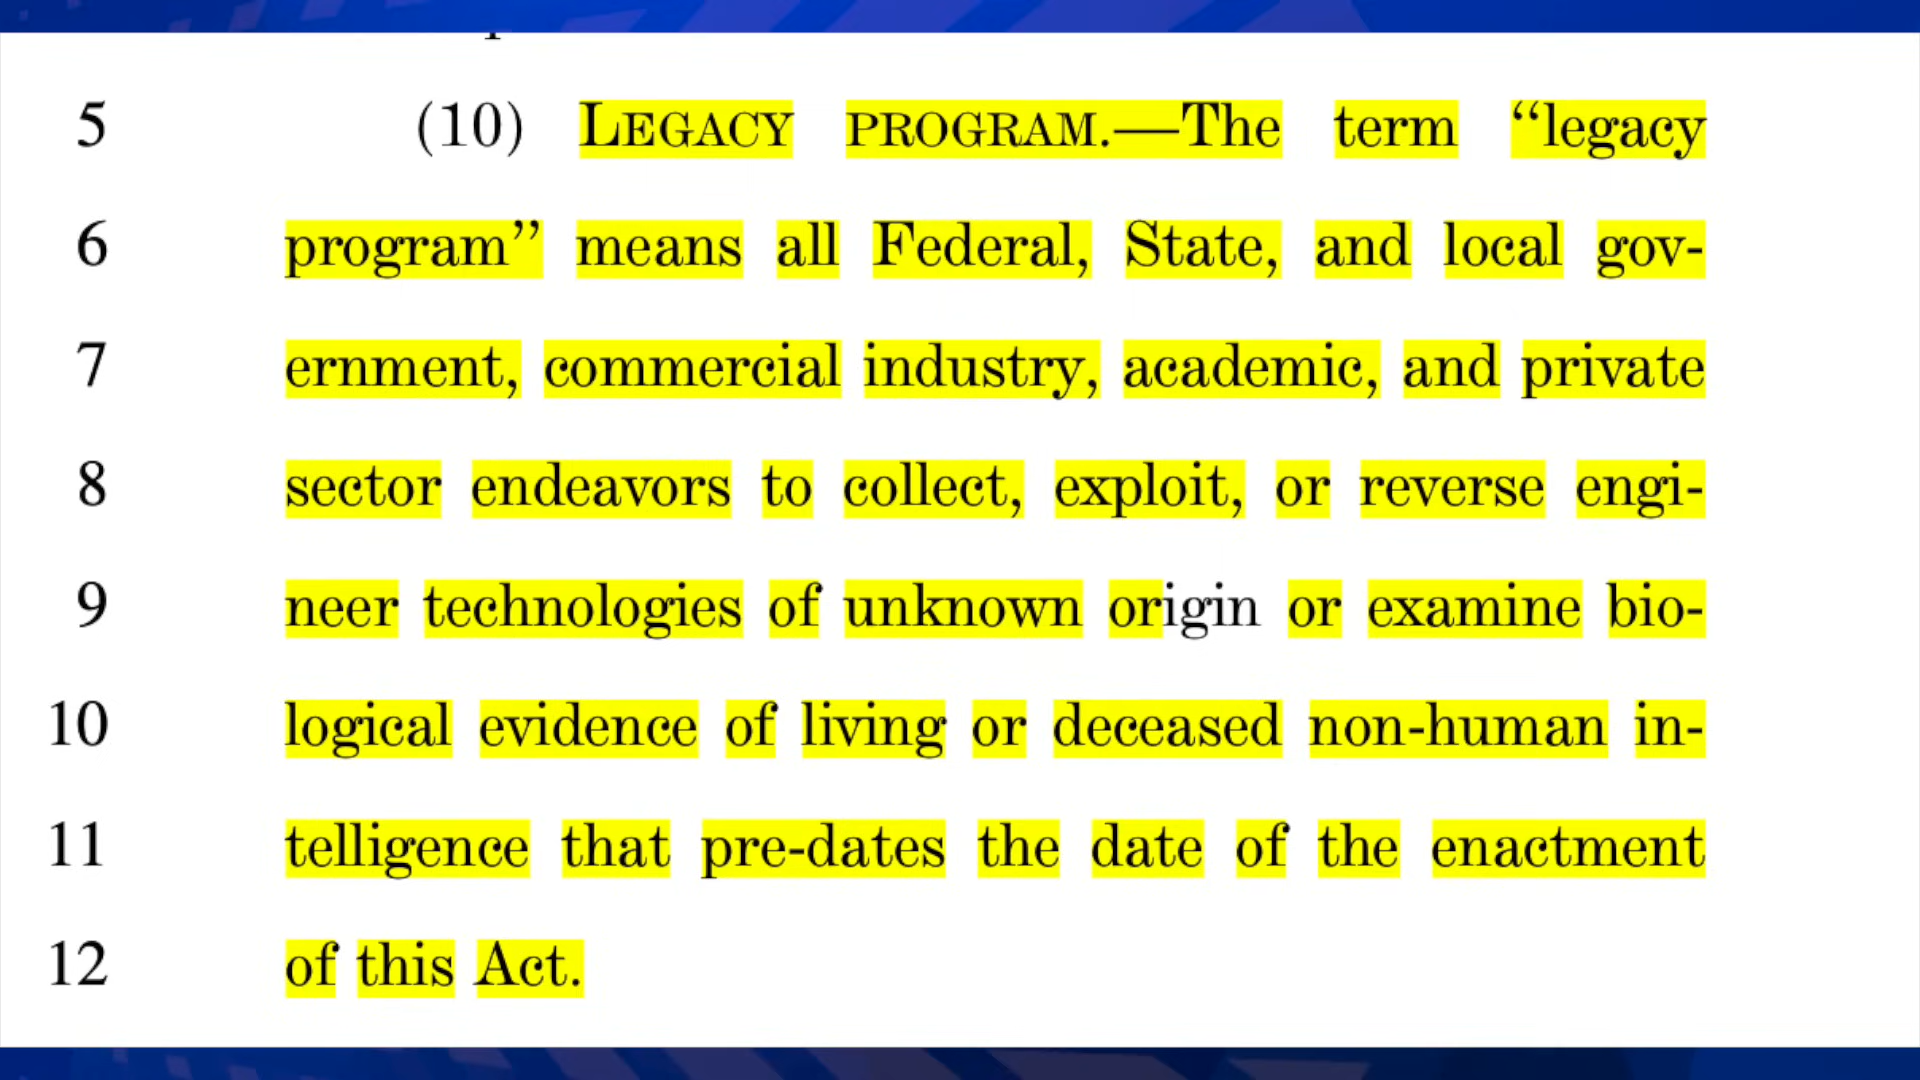 5 (10) LEGACY PROGRAM.—The term “legacy
6 program” means all Federal, State, and local gov-
7 ernment, commercial industry, academic, and private
8 sector endeavors to collect, exploit, or reverse engi-
9 neer technologies of unknown origin or examine bio-
10 logical evidence of living or deceased non-human in-
11 telligence that pre-dates the date of the enactment
12 of this Act.